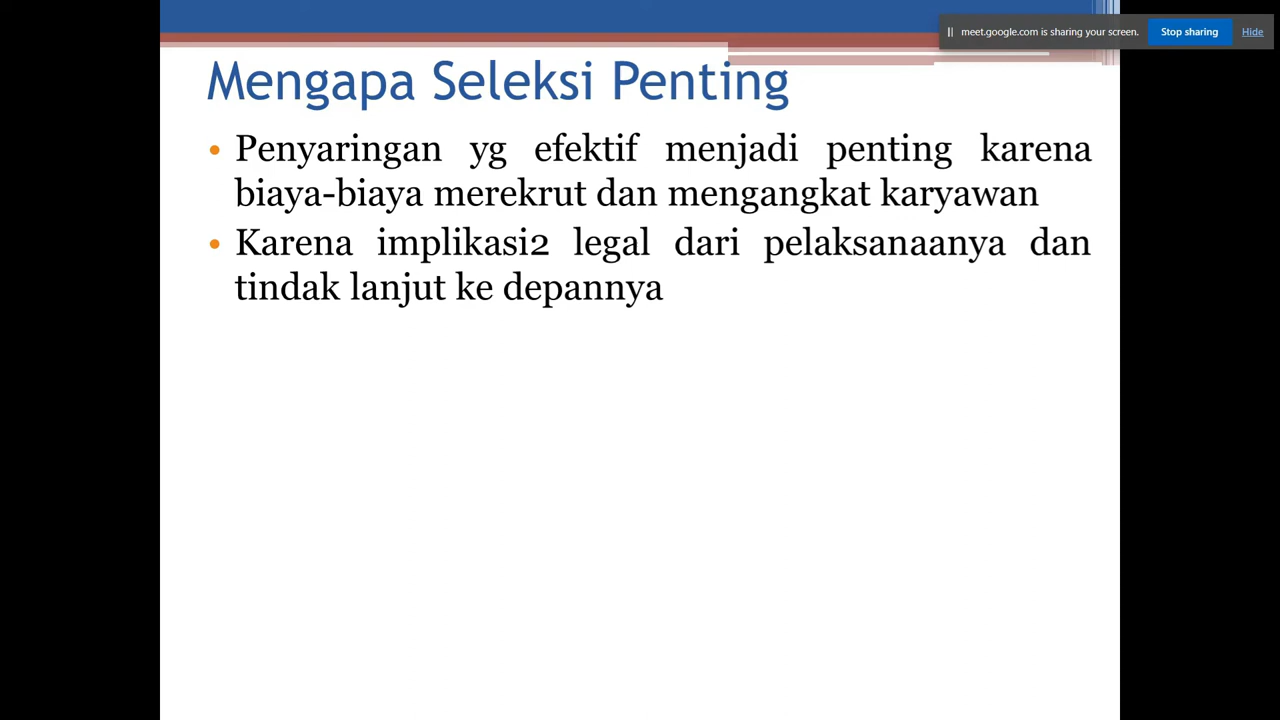 meet.google.com is sharing your screen. Stop sharing Hide
Mengapa Seleksi Penting
• Penyaringan yg efektif menjadi penting karena
biaya-biaya merekrut dan mengangkat karyawan
• Karena implikasi2 legal dari pelaksanaanya dan
tindak lanjut ke depannya